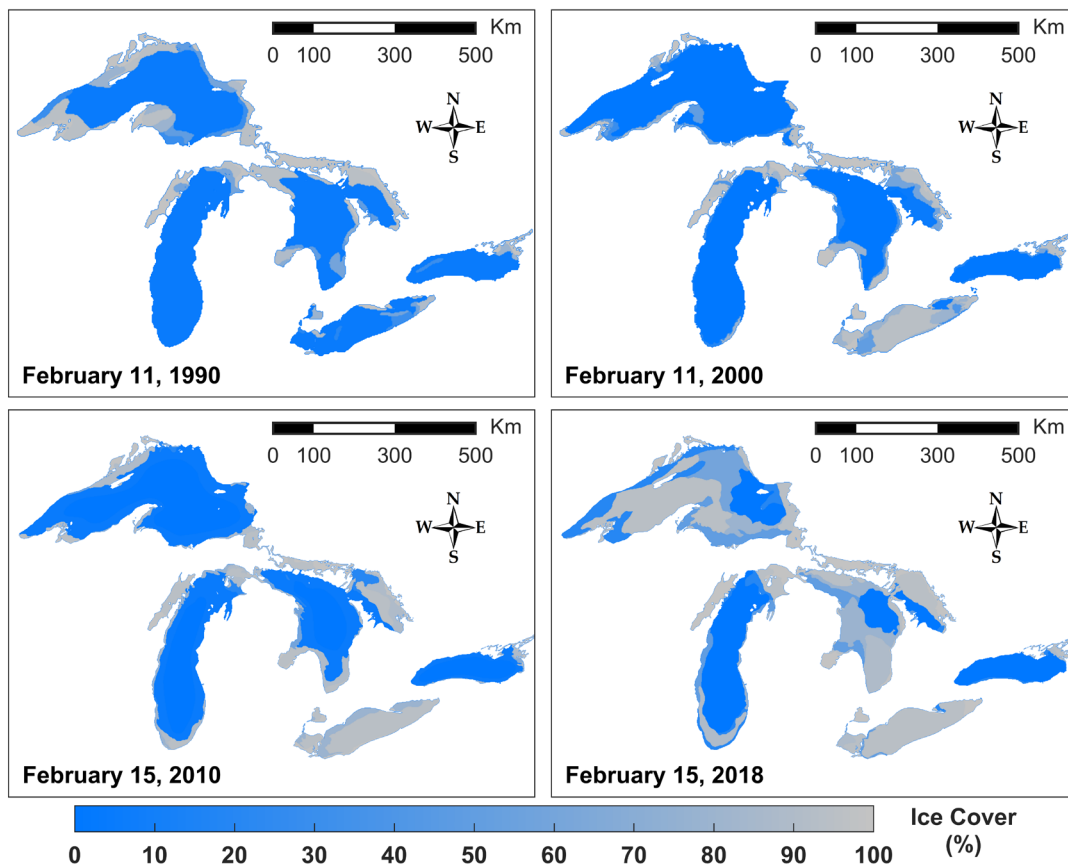 Km
0 100 300 500
N
W E
S
February 11, 1990
Km
0 100 300 500
N
W E
S
February 11, 2000
Km
0 100 300 500
N
W E
S
February 15, 2010
Km
0 100 300 500
N
W E
S
February 15, 2018
0 10 20 30 40 50 60 70 80 90 100
Ice Cover
(%)